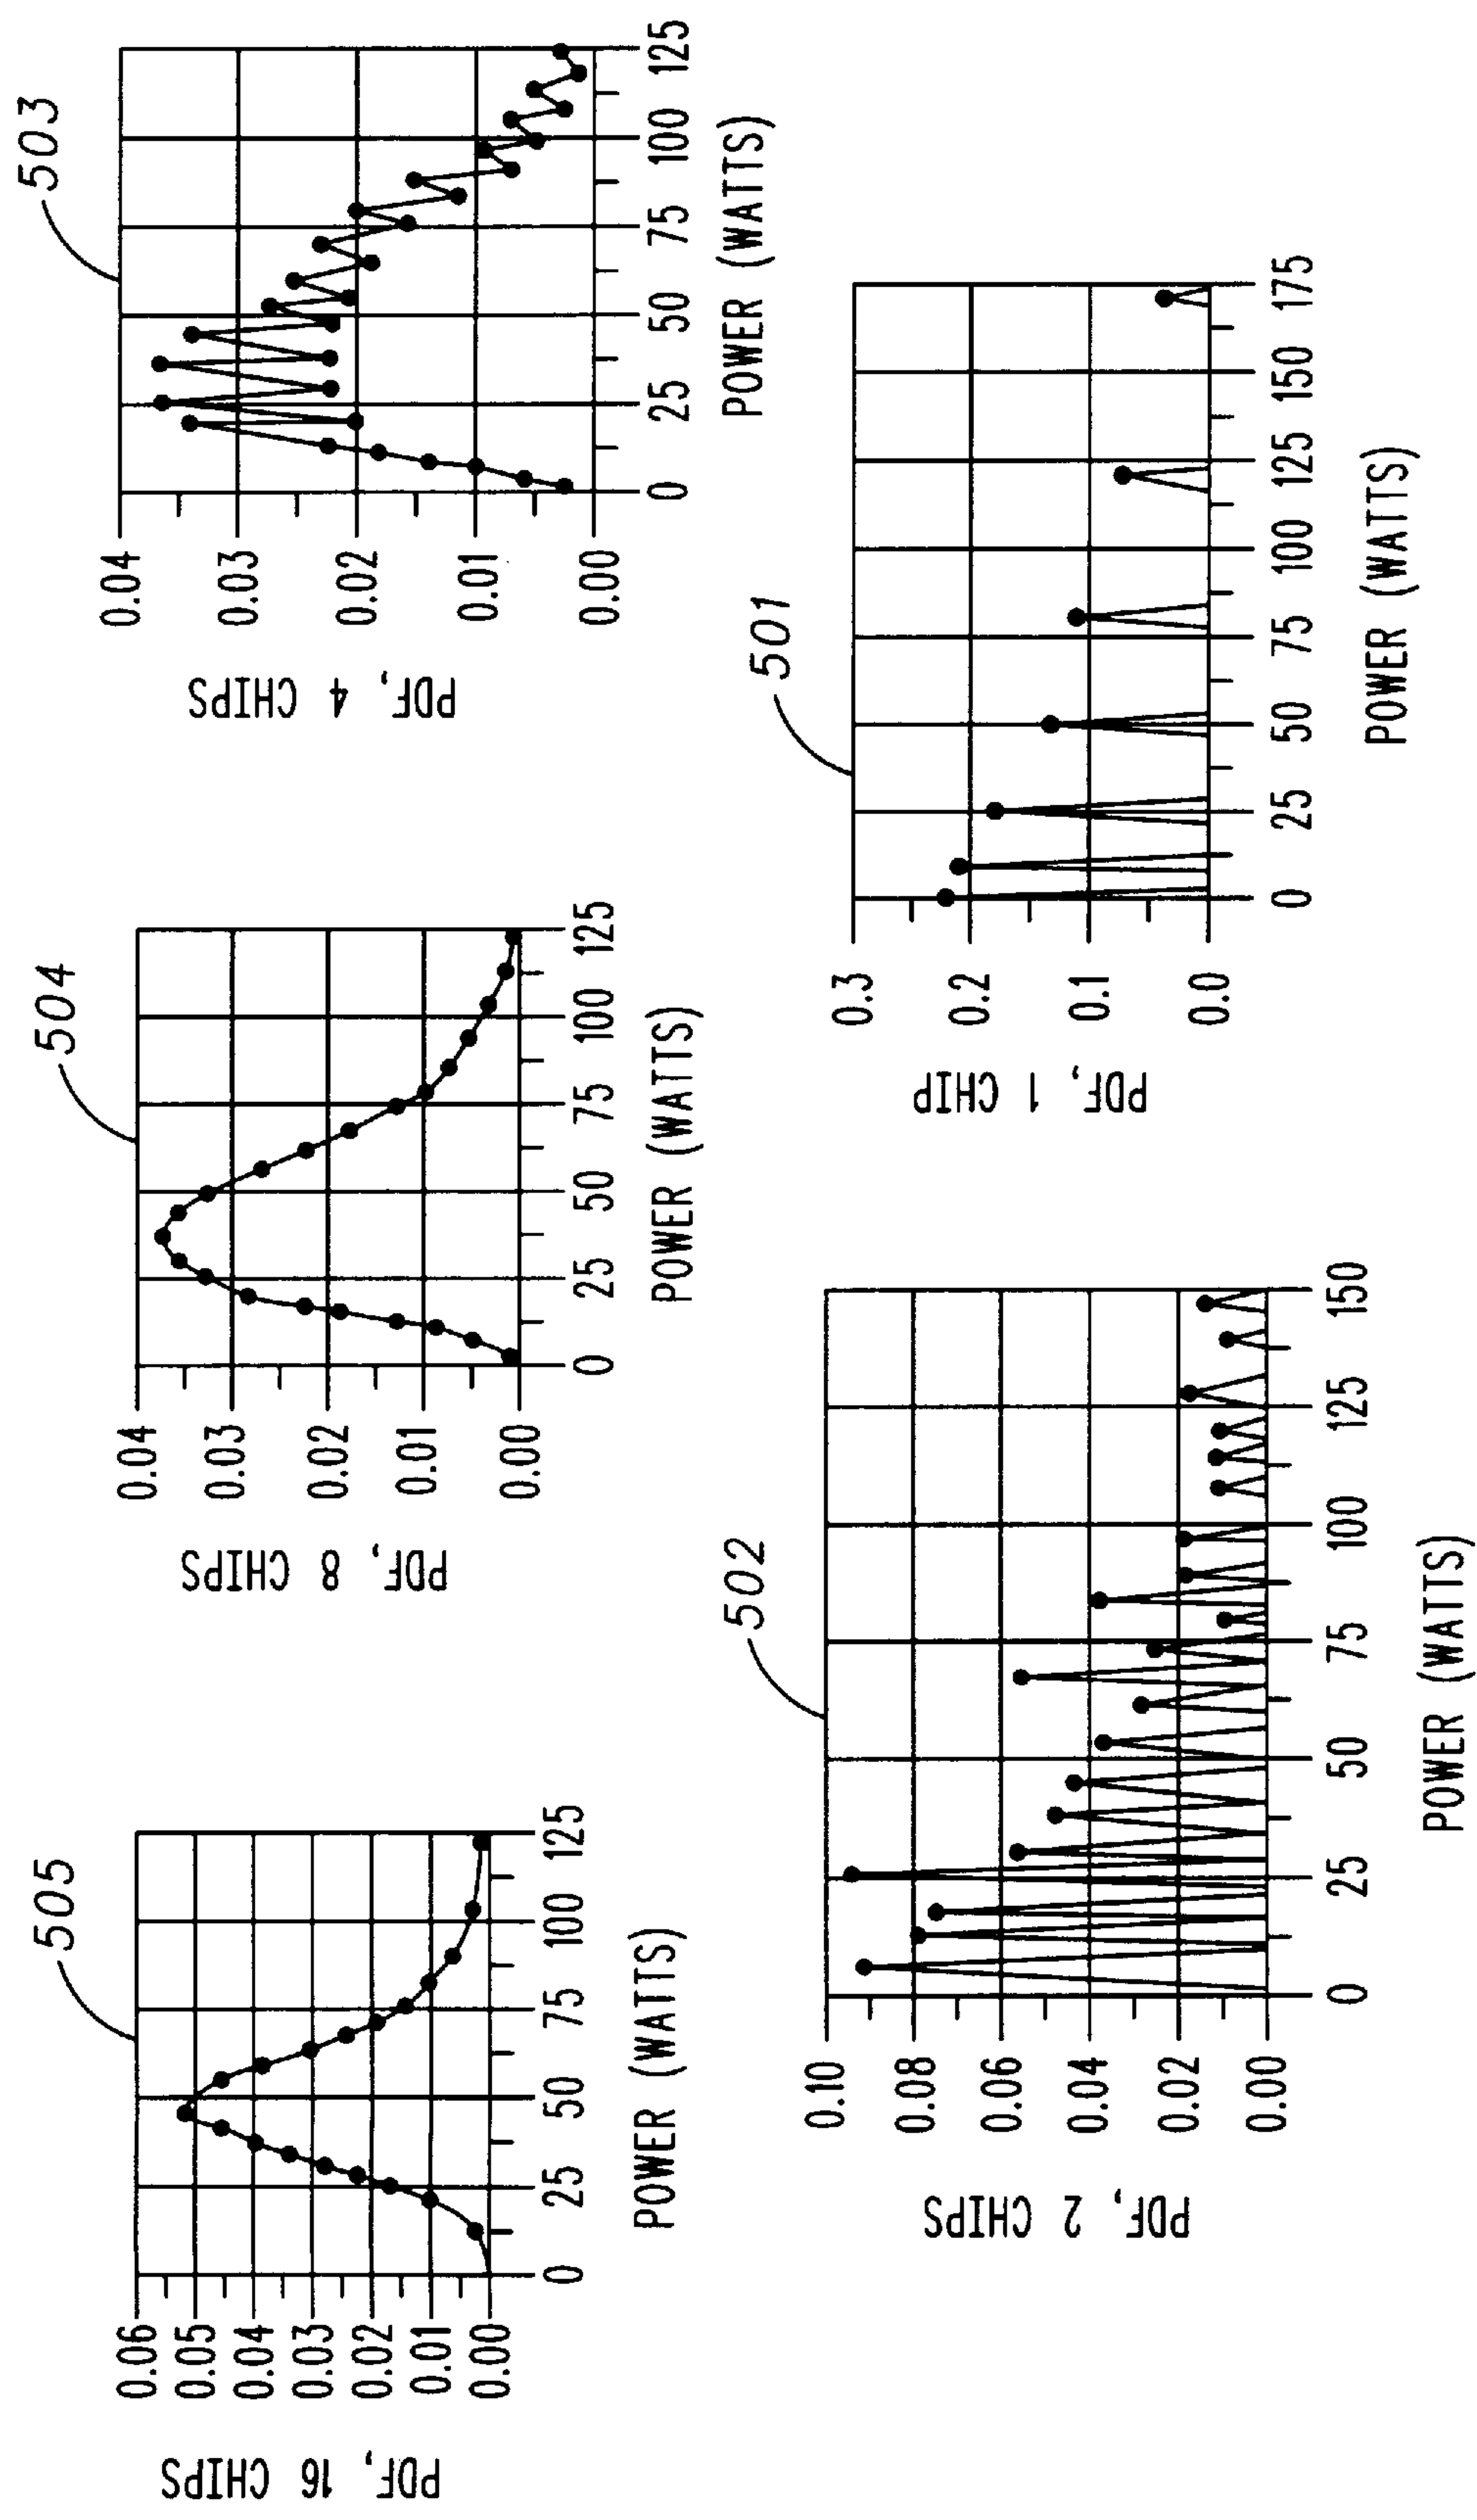 505
PDF, 16 CHIPS
0.06
0.05
0.04
0.03
0.02
0.01
0.00
0 25 50 75 100 125
POWER (WATTS)
504
PDF, 8 CHIPS
0.04
0.03
0.02
0.01
0.00
0 25 50 75 100 125
POWER (WATTS)
503
PDF, 4 CHIPS
0.04
0.03
0.02
0.01
0.00
0 25 50 75 100 125
POWER (WATTS)
502
PDF, 2 CHIPS
0.10
0.08
0.06
0.04
0.02
0.00
0 25 50 75 100 125 150
POWER (WATTS)
501
PDF, 1 CHIP
0.3
0.2
0.1
0.0
0 25 50 75 100 125 150 175
POWER (WATTS)